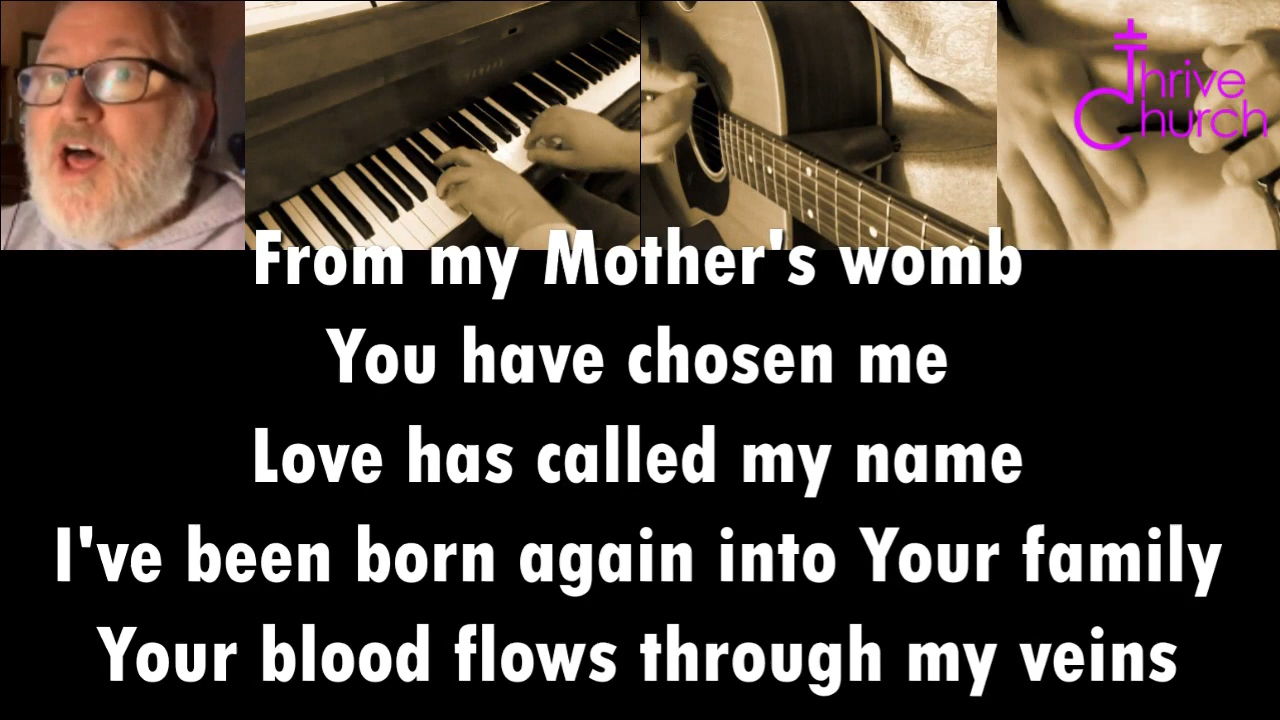 Thrive
Church
From my Mother's womb
You have chosen me
Love has called my name
I've been born again into Your family
Your blood flows through my veins